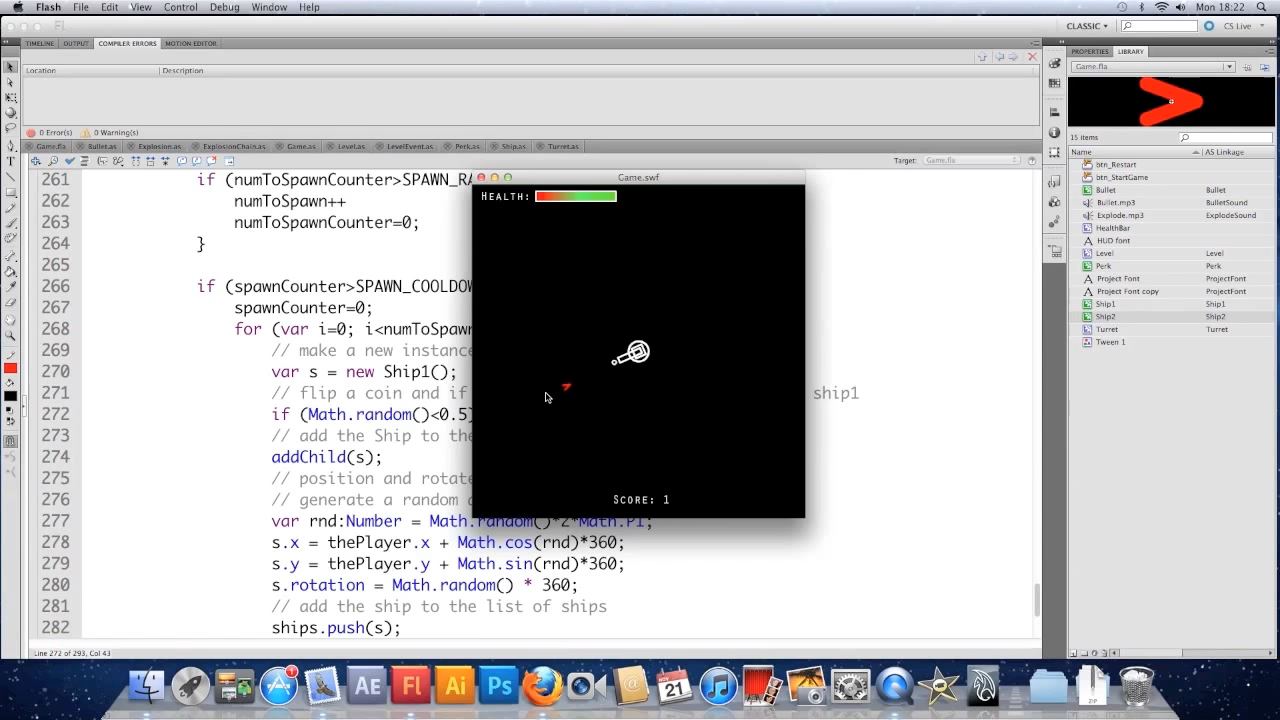 Flash File Edit View Control Debug Window Help Mon 18:22
CLASSIC CS Live
TIMELINE OUTPUT COMPILER ERRORS MOTION EDITOR
PROPERTIES LIBRARY
Game.fla
Location Description
0 Error(s) 0 Warning(s)
15 items
Game.fla Bullet.as Explosion.as ExplosionChain.as Game.as Level.as LevelEvent.as Perk.as Ship.as Turret.as
Target: Game.fla
Name AS Linkage
btn_Restart
btn_StartGame
Bullet Bullet
Bullet.mp3 BulletSound
Explode.mp3 ExplodeSound
HealthBar
HUD font
Level Level
Perk Perk
Project Font ProjectFont
Project Font copy ProjectFont
Ship1 Ship1
Ship2 Ship2
Turret Turret
Tween 1
Game.swf
HEALTH:
SCORE: 1
261 if (numToSpawnCounter>SPAWN_RA
262 numToSpawn++
263 numToSpawnCounter=0;
264 }
265
266 if (spawnCounter>SPAWN_COOLDOW
267 spawnCounter=0;
268 for (var i=0; i<numToSpawn
269 // make a new instanc
270 var s = new Ship1();
271 // flip a coin and if ship1
272 if (Math.random()<0.5)
273 // add the Ship to the
274 addChild(s);
275 // position and rotat
276 // generate a random
277 var rnd:Number = Math.random()*2*Math.PI;
278 s.x = thePlayer.x + Math.cos(rnd)*360;
279 s.y = thePlayer.y + Math.sin(rnd)*360;
280 s.rotation = Math.random() * 360;
281 // add the ship to the list of ships
282 ships.push(s);
Line 272 of 293, Col 43
AE Fl Ai Ps
NOV
21
ZIP